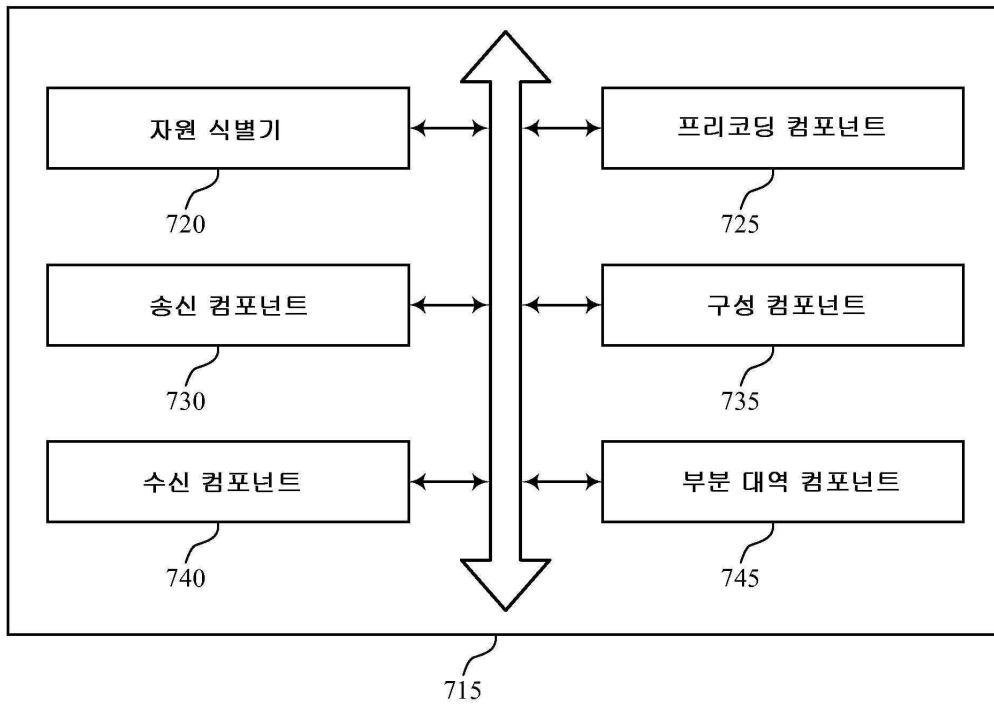 자원 식별기
720
프리코딩 컴포넌트
725
송신 컴포넌트
730
구성 컴포넌트
735
수신 컴포넌트
740
부분 대역 컴포넌트
745
715